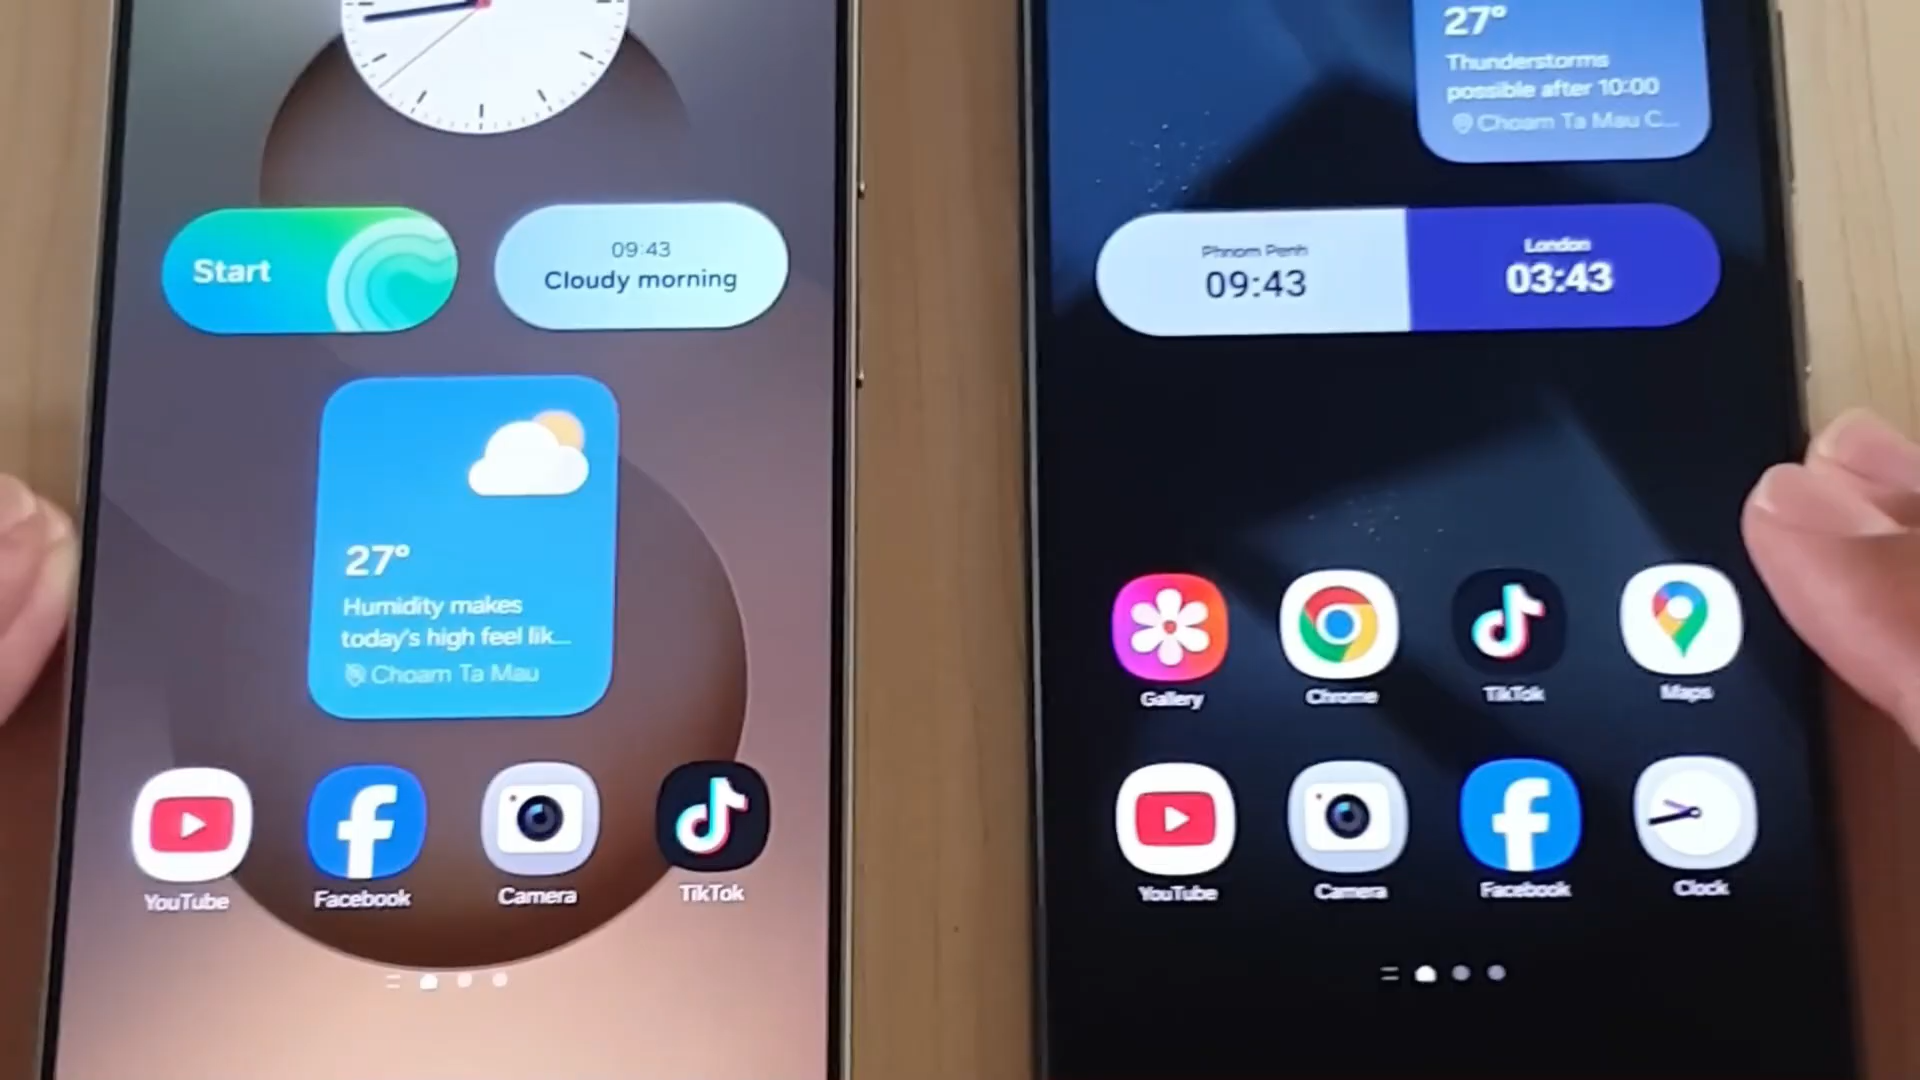 Start
09:43
Cloudy morning
27°
Humidity makes
today's high feel lik...
Choam Ta Mau
YouTube
Facebook
Camera
TikTok
27°
Thunderstorms
possible after 10:00
Choam Ta Mau C...
Phnom Penh
09:43
London
03:43
Gallery
Chrome
TikTok
Maps
YouTube
Camera
Facebook
Clock